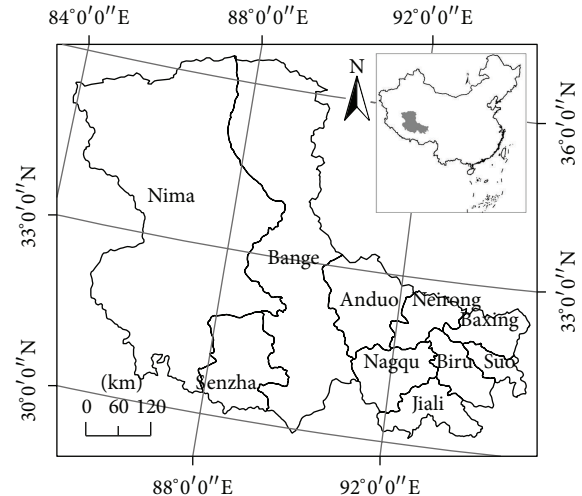 84°0′0″E
88°0′0″E
92°0′0″E
N
36°0′0″N
33°0′0″N
Nima
Bange
33°0′0″N
Anduo
Neirong
Baxing
30°0′0″N
(km)
Senzha
Nagqu
Biru
Suo
0 60 120
Jiali
88°0′0″E
92°0′0″E